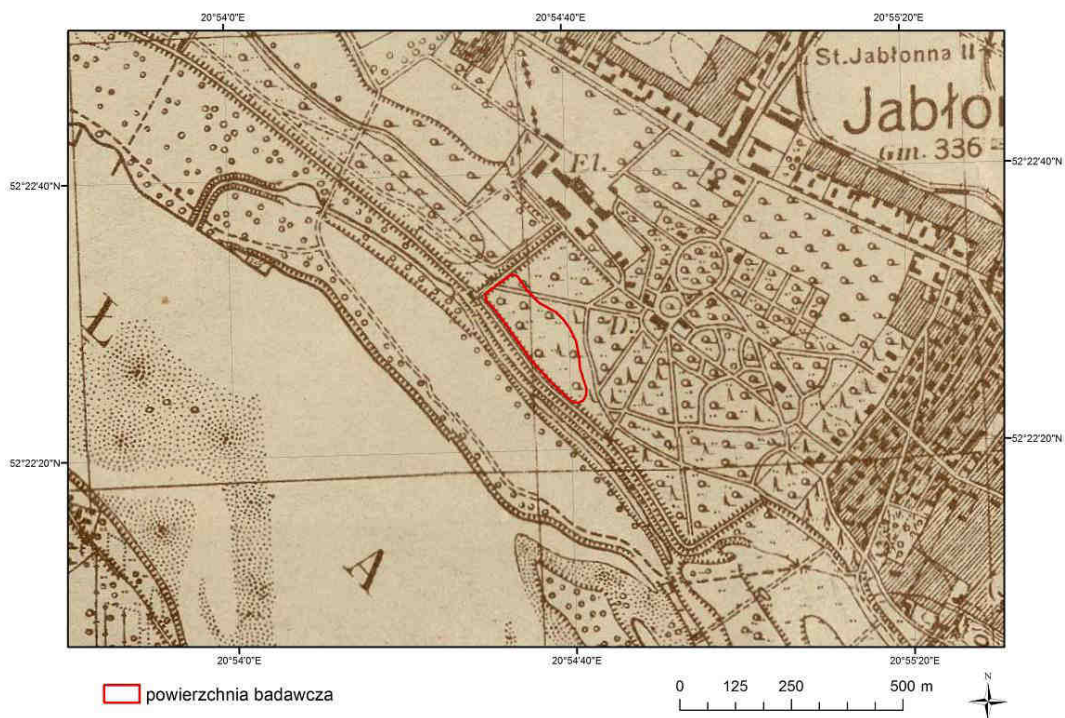 20°54'0"E 20°54'40"E 20°55'20"E
St.Jabłonna II
Jabło
Gm. 336
El.
52°22'40"N 52°22'40"N
D.
L
52°22'20"N 52°22'20"N
A
20°54'0"E 20°54'40"E 20°55'20"E
powierzchnia badawcza
0 125 250 500 m
N